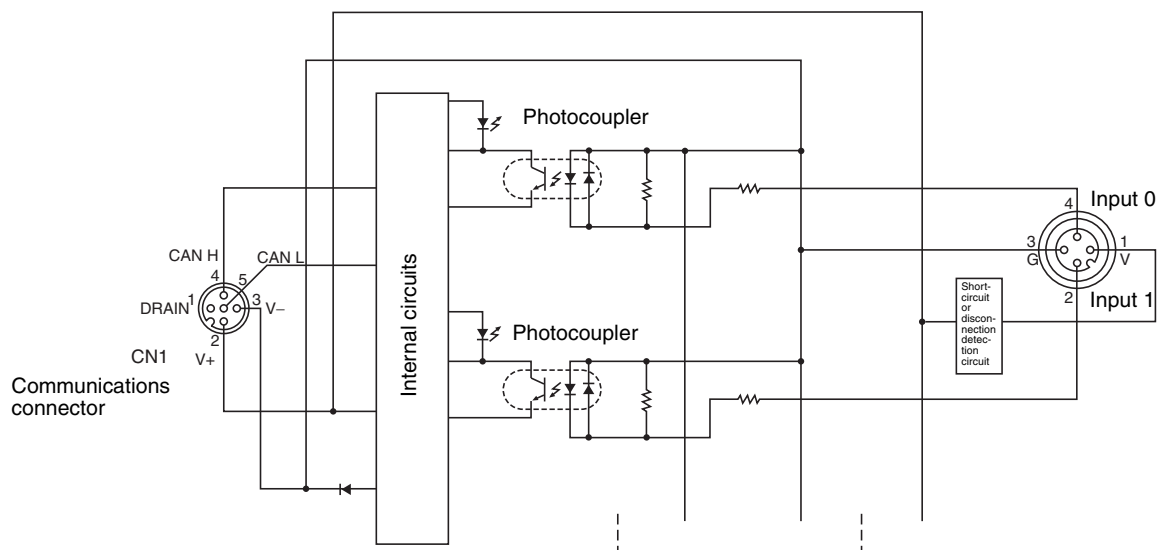 Photocoupler
Input 0
4
3
G
1
V
2
Input 1
CAN H
4
CAN L
5
DRAIN
1
3
V−
2
CN1
V+
Communications
connector
Internal circuits
Photocoupler
Short-
circuit
or
discon-
nection
detec-
tion
circuit